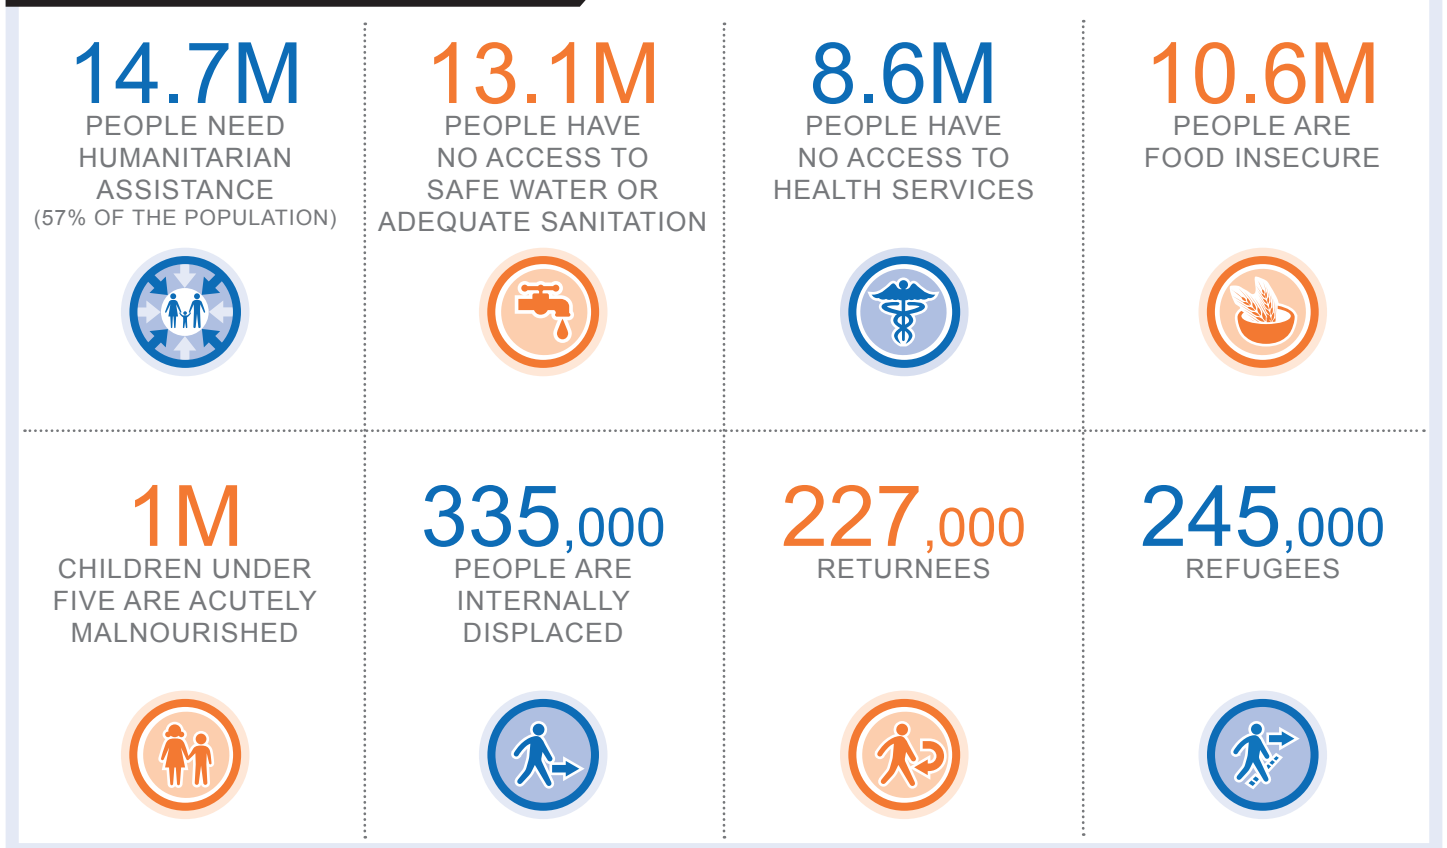 14.7M
PEOPLE NEED
HUMANITARIAN
ASSISTANCE
(57% OF THE POPULATION)
13.1M
PEOPLE HAVE
NO ACCESS TO
SAFE WATER OR
ADEQUATE SANITATION
8.6M
PEOPLE HAVE
NO ACCESS TO
HEALTH SERVICES
10.6M
PEOPLE ARE
FOOD INSECURE
1M
CHILDREN UNDER
FIVE ARE ACUTELY
MALNOURISHED
335,000
PEOPLE ARE
INTERNALLY
DISPLACED
227,000
RETURNEES
245,000
REFUGEES